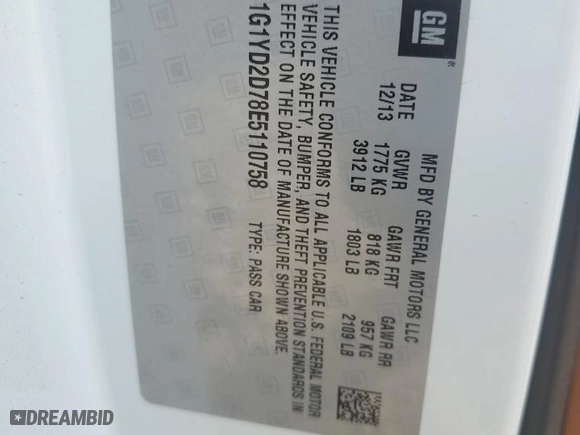 GM ®
MFD BY GENERAL MOTORS LLC
DATE GVWR GAWR FRT GAWR RR
12/13 1775 KG 818 KG 957 KG
3912 LB 1803 LB 2109 LB
THIS VEHICLE CONFORMS TO ALL APPLICABLE U.S. FEDERAL MOTOR
VEHICLE SAFETY, BUMPER, AND THEFT PREVENTION STANDARDS IN
EFFECT ON THE DATE OF MANUFACTURE SHOWN ABOVE.
1G1YD2D78E5110758 TYPE: PASS CAR
DREAMBID